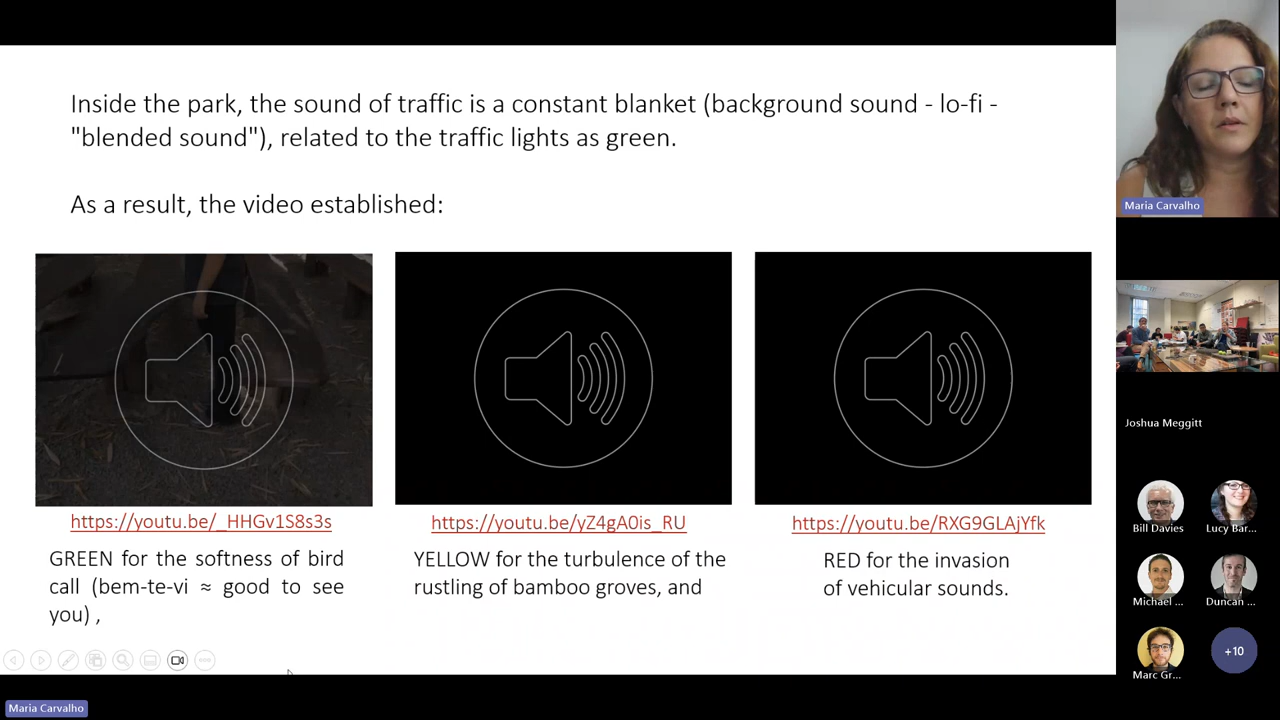 Inside the park, the sound of traffic is a constant blanket (background sound - lo-fi -
"blended sound"), related to the traffic lights as green.
As a result, the video established:
https://youtu.be/_HHGv1S8s3s
https://youtu.be/yZ4gA0is_RU
https://youtu.be/RXG9GLAjYfk
GREEN for the softness of bird
call (bem-te-vi ≈ good to see
you) ,
YELLOW for the turbulence of the
rustling of bamboo groves, and
RED for the invasion
of vehicular sounds.
Maria Carvalho
Joshua Meggitt
Bill Davies
Lucy Bar...
Michael ...
Duncan ...
Marc Gr...
+10
Maria Carvalho